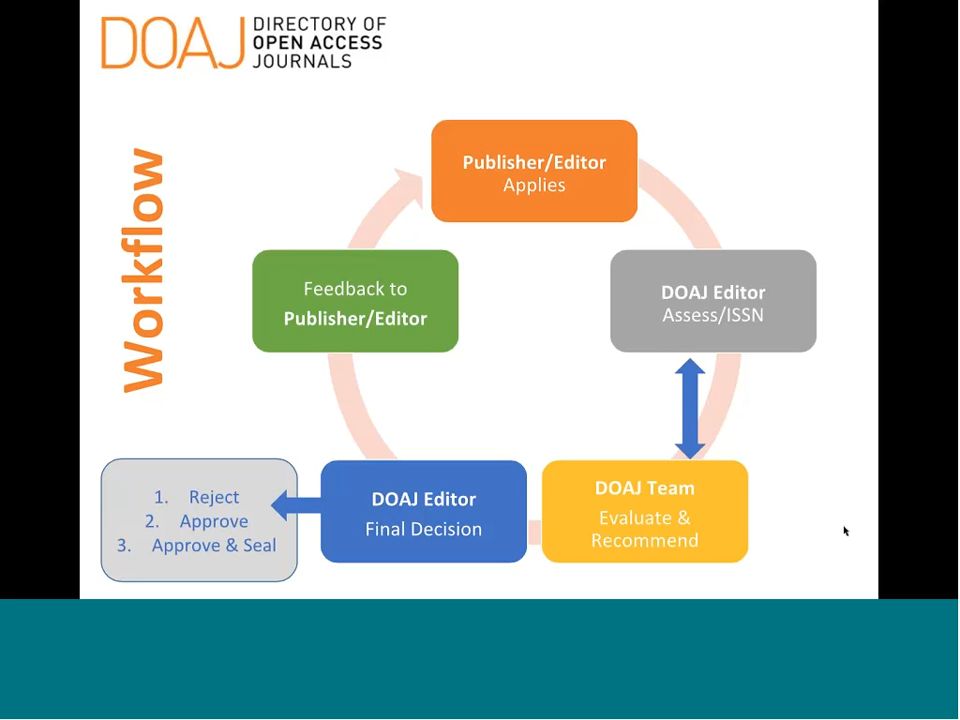 DOAJ
DIRECTORY OF
OPEN ACCESS
JOURNALS
Workflow
Publisher/Editor
Applies
DOAJ Editor
Assess/ISSN
DOAJ Team
Evaluate &
Recommend
DOAJ Editor
Final Decision
1. Reject
2. Approve
3. Approve & Seal
Feedback to
Publisher/Editor